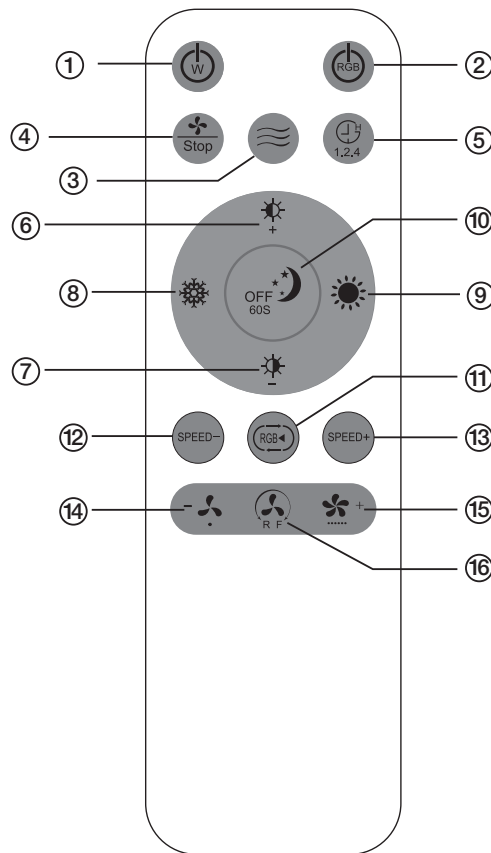 ① ②
W RGB
④ ⑤
Stop H
1.2.4
③
⑥ +
⑩
⑧ OFF ⑨
60S
⑦ −
⑪
⑫ SPEED− RGB SPEED+ ⑬
⑭ − + ⑮
R F
⑯